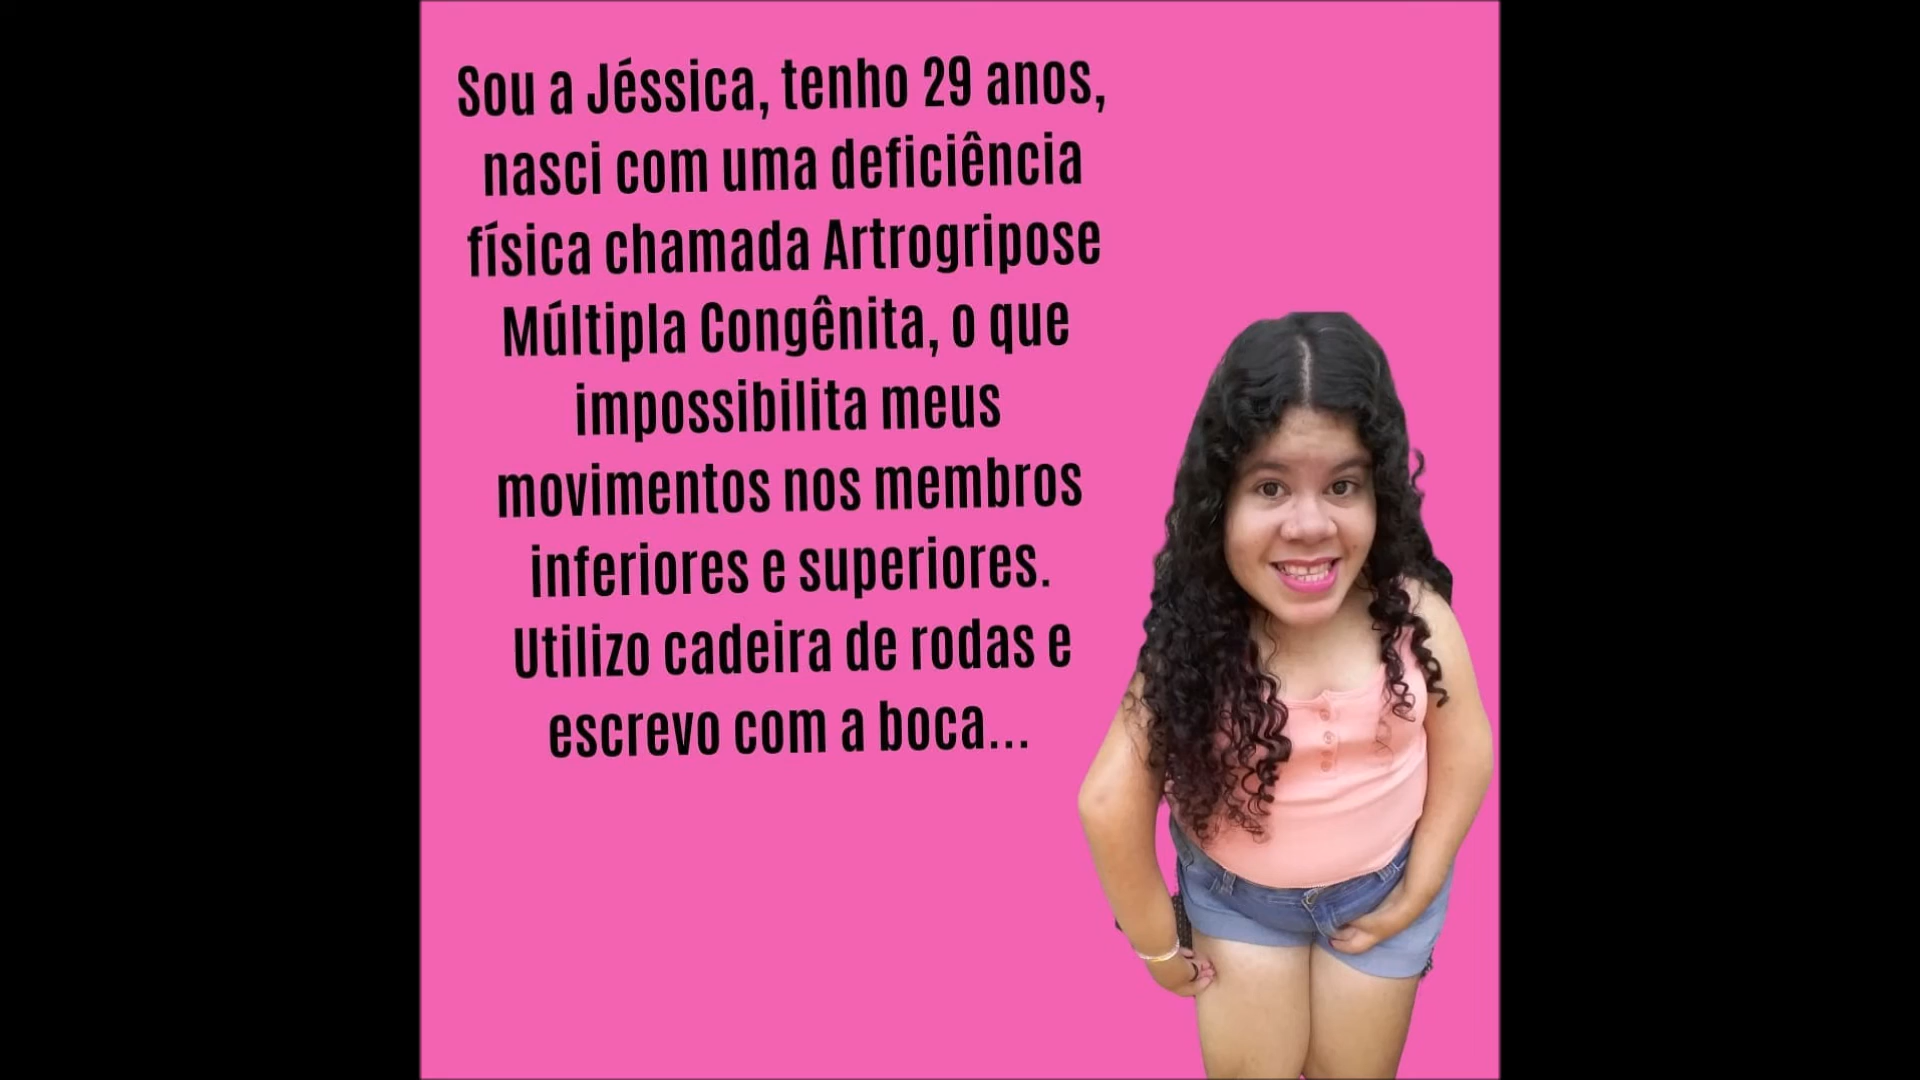 Sou a Jéssica, tenho 29 anos,
nasci com uma deficiência
física chamada Artrogripose
Múltipla Congênita, o que
impossibilita meus
movimentos nos membros
inferiores e superiores.
Utilizo cadeira de rodas e
escrevo com a boca...